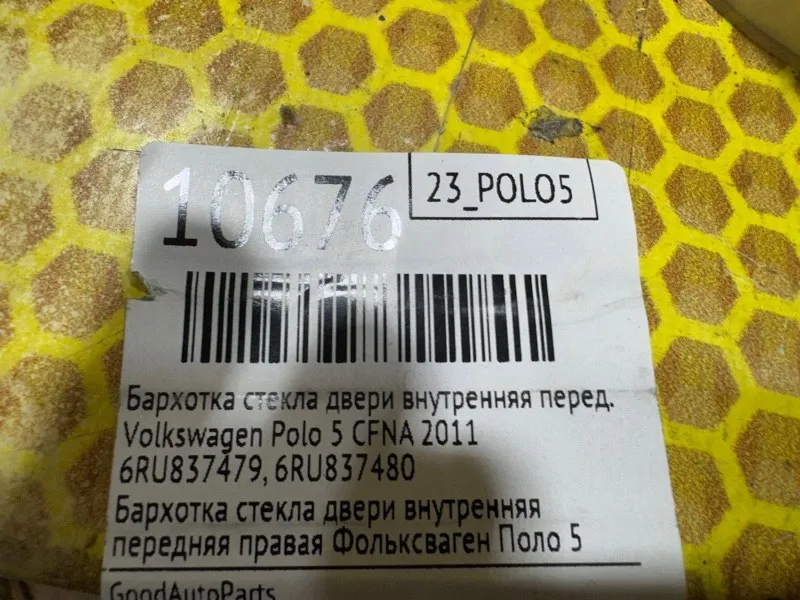 10676
23_POLO5
Бархотка стекла двери внутренняя перед.
Volkswagen Polo 5 CFNA 2011
6RU837479, 6RU837480
Бархотка стекла двери внутренняя
передняя правая Фольксваген Поло 5
GoodAutoParts